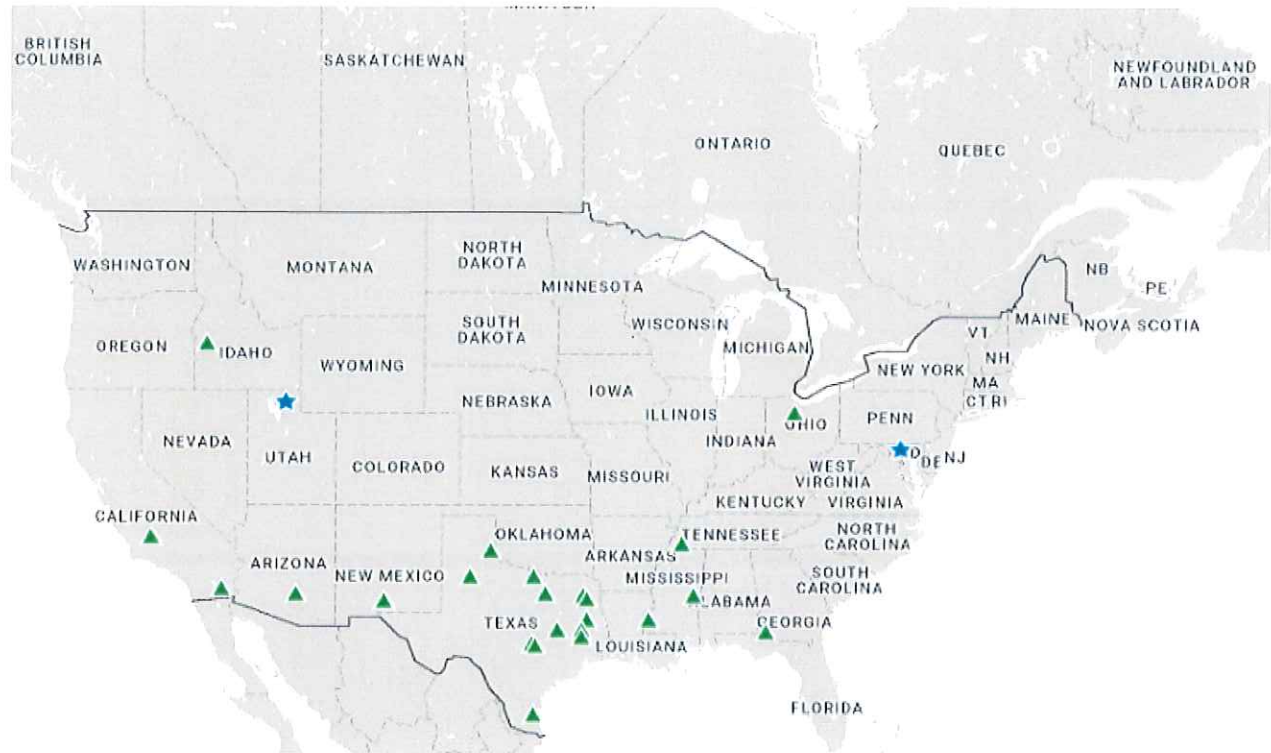 BRITISH
COLUMBIA
SASKATCHEWAN
NEWFOUNDLAND
AND LABRADOR
ONTARIO
QUEBEC
WASHINGTON
MONTANA
NORTH
DAKOTA
MINNESOTA
NB
PE
OREGON
IDAHO
SOUTH
DAKOTA
WISCONSIN
MICHIGAN
VT
MAINE
NOVA SCOTIA
WYOMING
NEW YORK
NH
MA
CT RI
NEBRASKA
IOWA
ILLINOIS
INDIANA
OHIO
PENN
NEVADA
UTAH
COLORADO
KANSAS
MISSOURI
WEST
VIRGINIA
D
DE
NJ
KENTUCKY
VIRGINIA
CALIFORNIA
OKLAHOMA
TENNESSEE
NORTH
CAROLINA
ARIZONA
NEW MEXICO
ARKANSAS
MISSISSIPPI
SOUTH
CAROLINA
LABAMA
TEXAS
LOUISIANA
GEORGIA
FLORIDA